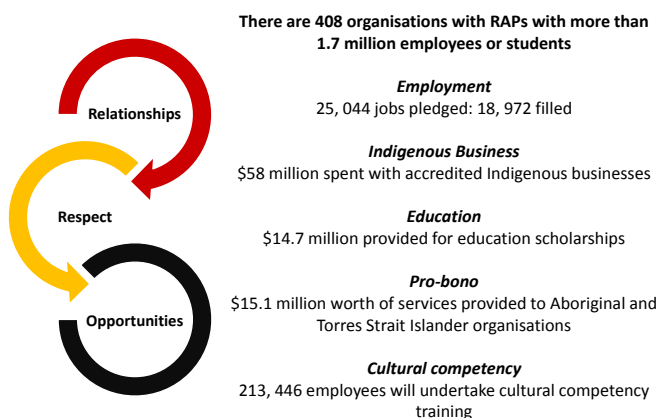 There are 408 organisations with RAPs with more than
1.7 million employees or students
Relationships
Respect
Opportunities
Employment
25, 044 jobs pledged: 18, 972 filled
Indigenous Business
$58 million spent with accredited Indigenous businesses
Education
$14.7 million provided for education scholarships
Pro-bono
$15.1 million worth of services provided to Aboriginal and
Torres Strait Islander organisations
Cultural competency
213, 446 employees will undertake cultural competency
training